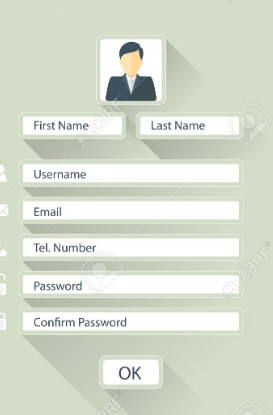 First Name Last Name
Username
Email
Tel. Number
Password
Confirm Password
OK